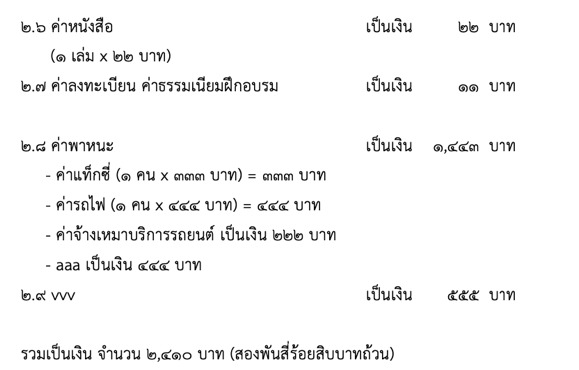 ๒.๖ ค่าหนังสือ เป็นเงิน ๒๒ บาท
(๑ เล่ม x ๒๒ บาท)
๒.๗ ค่าลงทะเบียน ค่าธรรมเนียมฝึกอบรม เป็นเงิน ๑๑ บาท
๒.๘ ค่าพาหนะ เป็นเงิน ๑,๔๔๓ บาท
- ค่าแท็กซี่ (๑ คน x ๓๓๓ บาท) = ๓๓๓ บาท
- ค่ารถไฟ (๑ คน x ๔๔๔ บาท) = ๔๔๔ บาท
- ค่าจ้างเหมาบริการรถยนต์ เป็นเงิน ๒๒๒ บาท
- aaa เป็นเงิน ๔๔๔ บาท
๒.๙ vvv เป็นเงิน ๕๕๕ บาท
รวมเป็นเงิน จำนวน ๒,๔๑๐ บาท (สองพันสี่ร้อยสิบบาทถ้วน)